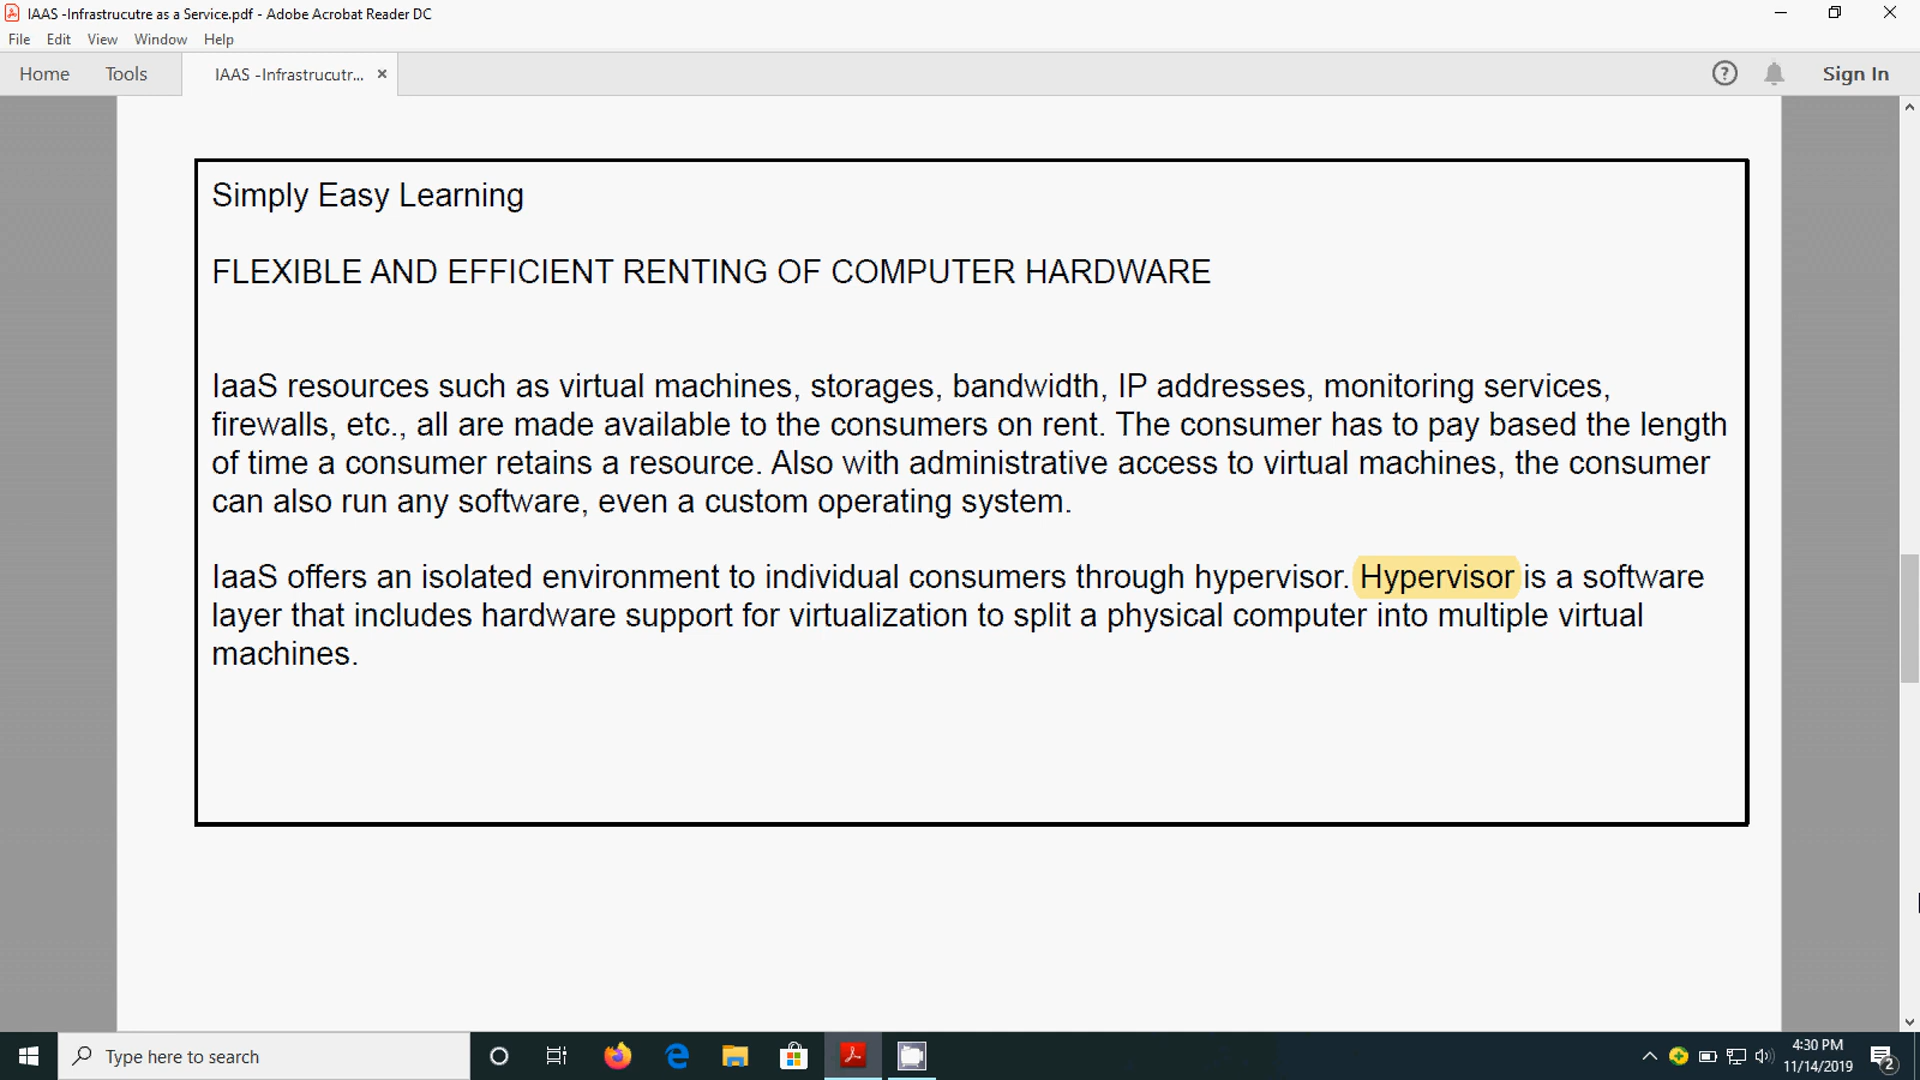 IAAS -Infrastrucutre as a Service.pdf - Adobe Acrobat Reader DC
File Edit View Window Help
Home Tools IAAS -Infrastrucutr... × ? Sign In
Simply Easy Learning
FLEXIBLE AND EFFICIENT RENTING OF COMPUTER HARDWARE
IaaS resources such as virtual machines, storages, bandwidth, IP addresses, monitoring services,
firewalls, etc., all are made available to the consumers on rent. The consumer has to pay based the length
of time a consumer retains a resource. Also with administrative access to virtual machines, the consumer
can also run any software, even a custom operating system.
IaaS offers an isolated environment to individual consumers through hypervisor. Hypervisor is a software
layer that includes hardware support for virtualization to split a physical computer into multiple virtual
machines.
Type here to search
4:30 PM
11/14/2019
2